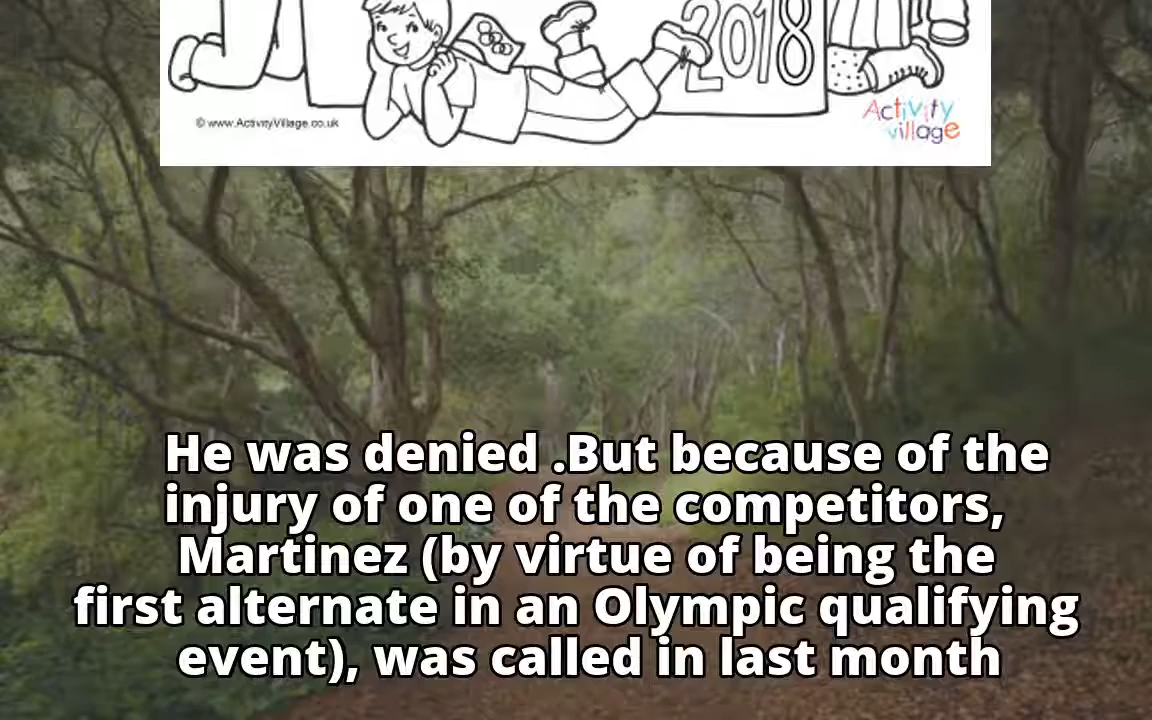 2018
© www.ActivityVillage.co.uk
Activity
village
He was denied .But because of the
injury of one of the competitors,
Martinez (by virtue of being the
first alternate in an Olympic qualifying
event), was called in last month